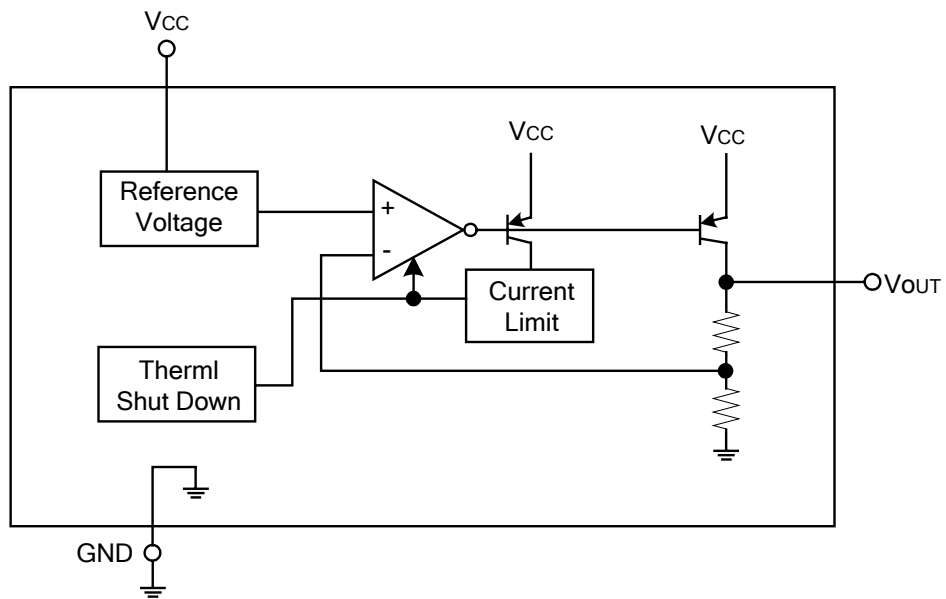 VCC
VCC
VCC
Reference
Voltage
+
-
Current
Limit
VOUT
Therml
Shut Down
GND